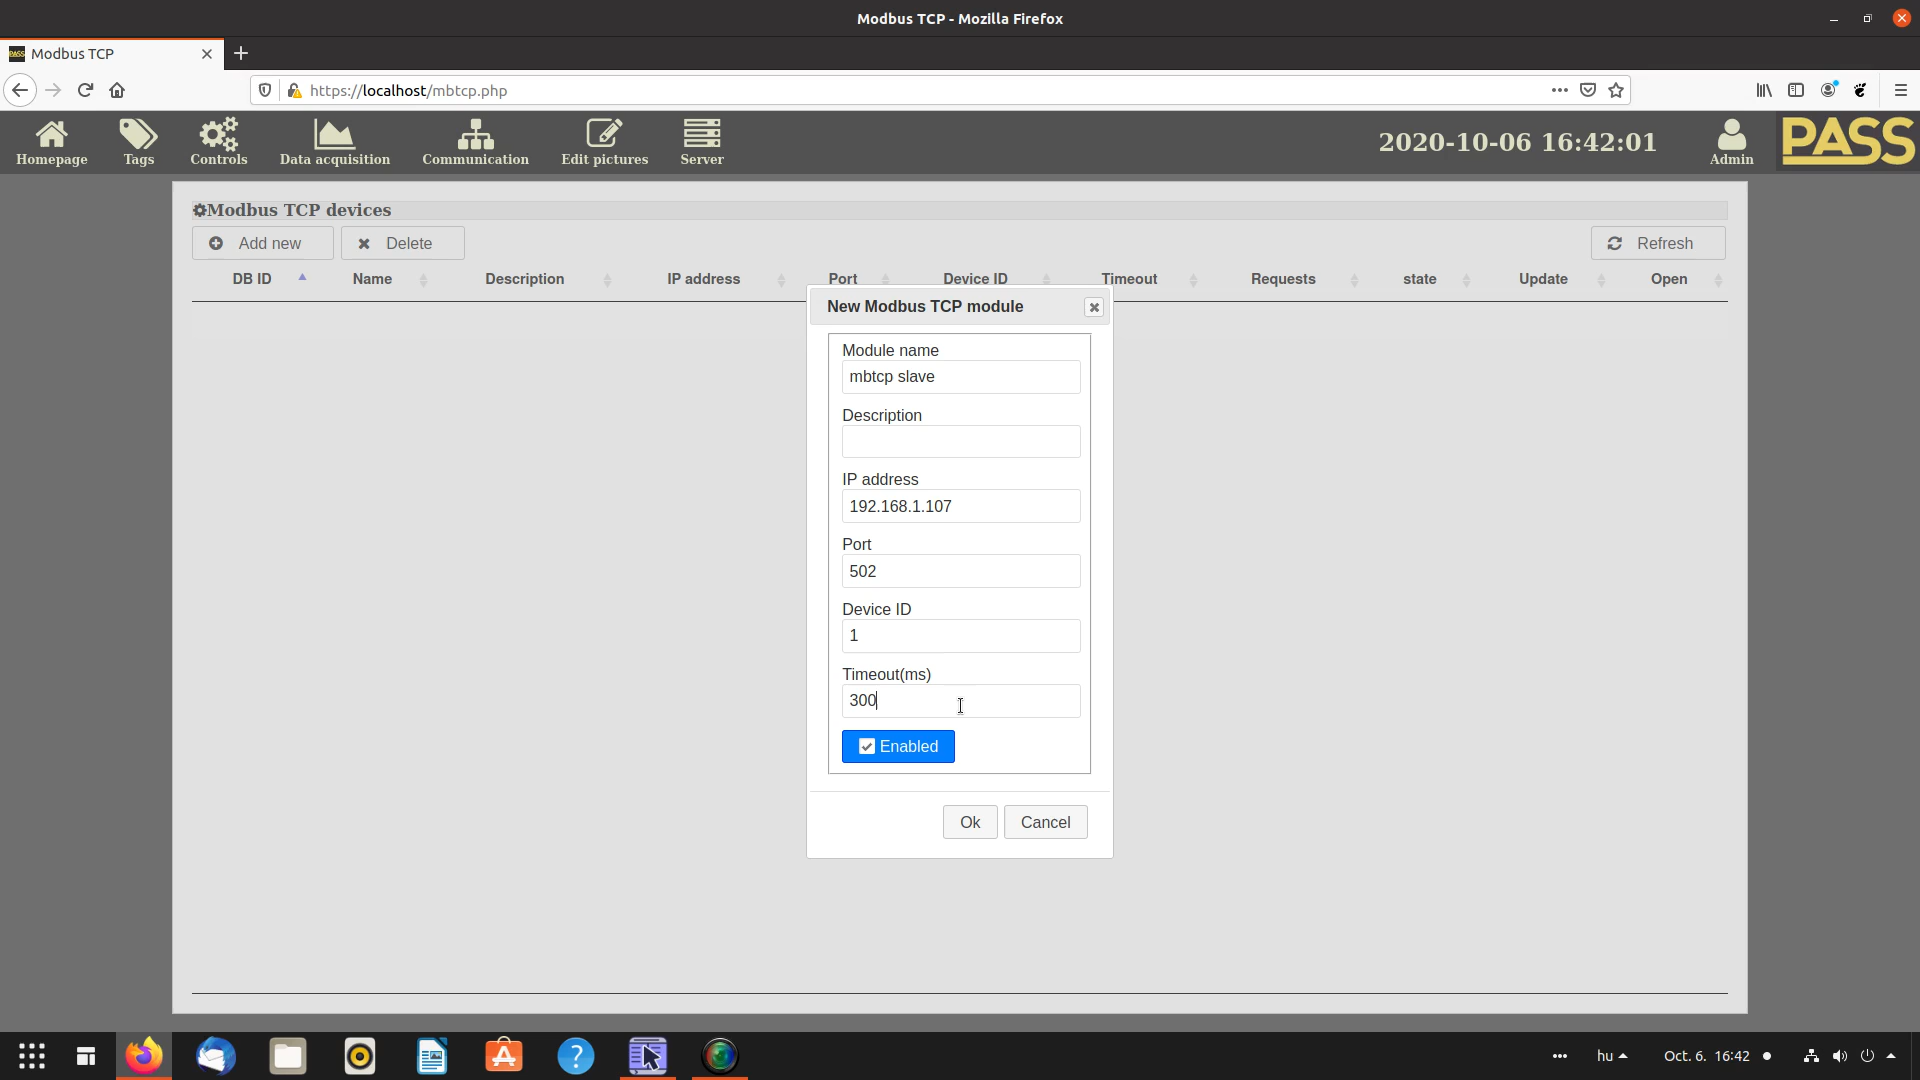 Modbus TCP - Mozilla Firefox
PASS Modbus TCP
https://localhost/mbtcp.php
Homepage Tags Controls Data acquisition Communication Edit pictures Server 2020-10-06 16:42:01 Admin PASS
Modbus TCP devices
Add new Delete Refresh
DB ID Name Description IP address Port Device ID Timeout Requests state Update Open
New Modbus TCP module
Module name
mbtcp slave
Description
IP address
192.168.1.107
Port
502
Device ID
1
Timeout(ms)
300
Enabled
Ok Cancel
hu Oct. 6. 16:42